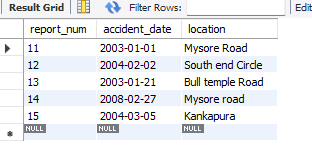 Result Grid Filter Rows: Edit
report_num accident_date location
11 2003-01-01 Mysore Road
12 2004-02-02 South end Circle
13 2003-01-21 Bull temple Road
14 2008-02-27 Mysore road
15 2004-03-05 Kankapura
NULL NULL NULL